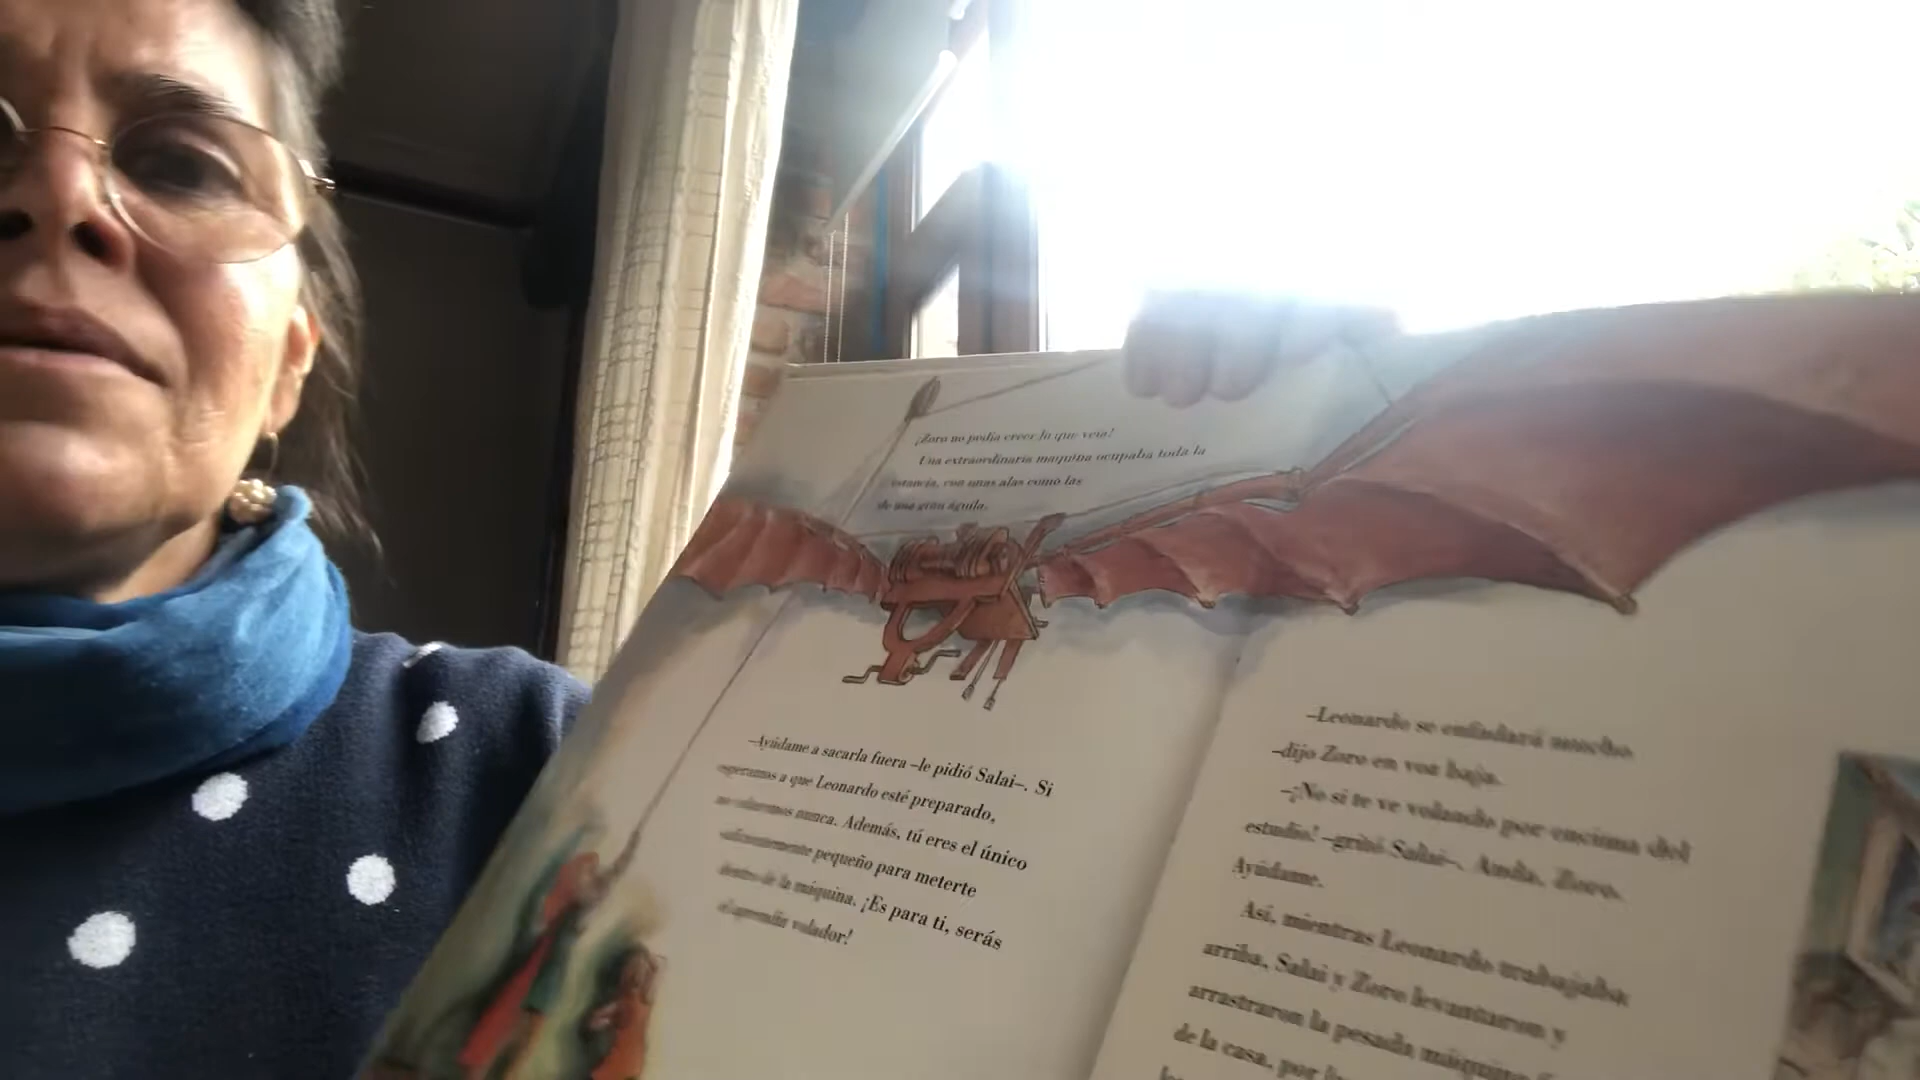 ¡Zoro no podía creer lo que veía!
Una extraordinaria máquina ocupaba toda la
estancia, con unas alas como las
de una gran águila.
–Ayúdame a sacarla fuera –le pidió Salai–. Si
esperamos a que Leonardo esté preparado,
no volaremos nunca. Además, tú eres el único
suficientemente pequeño para meterte
dentro de la máquina. ¡Es para ti, serás
el aprendiz volador!
–Leonardo se enfadará mucho
–dijo Zoro en voz baja.
–¡No si te ve volando por encima del
estudio! –gritó Salai–. Anda, Zoro,
Ayúdame.
Así, mientras Leonardo trabajaba
arriba, Salai y Zoro levantaron y
arrastraron la pesada máquina
de la casa, por